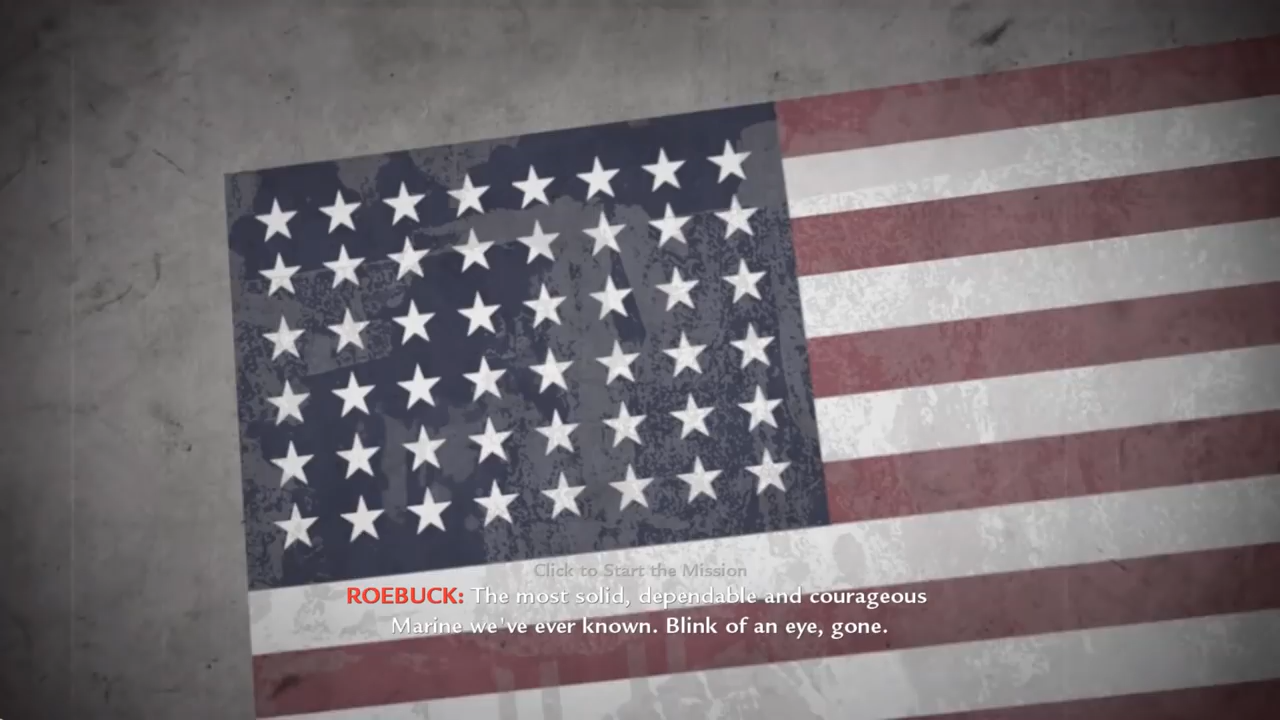 Click to Start the Mission
ROEBUCK: The most solid, dependable and courageous
Marine we've ever known. Blink of an eye, gone.